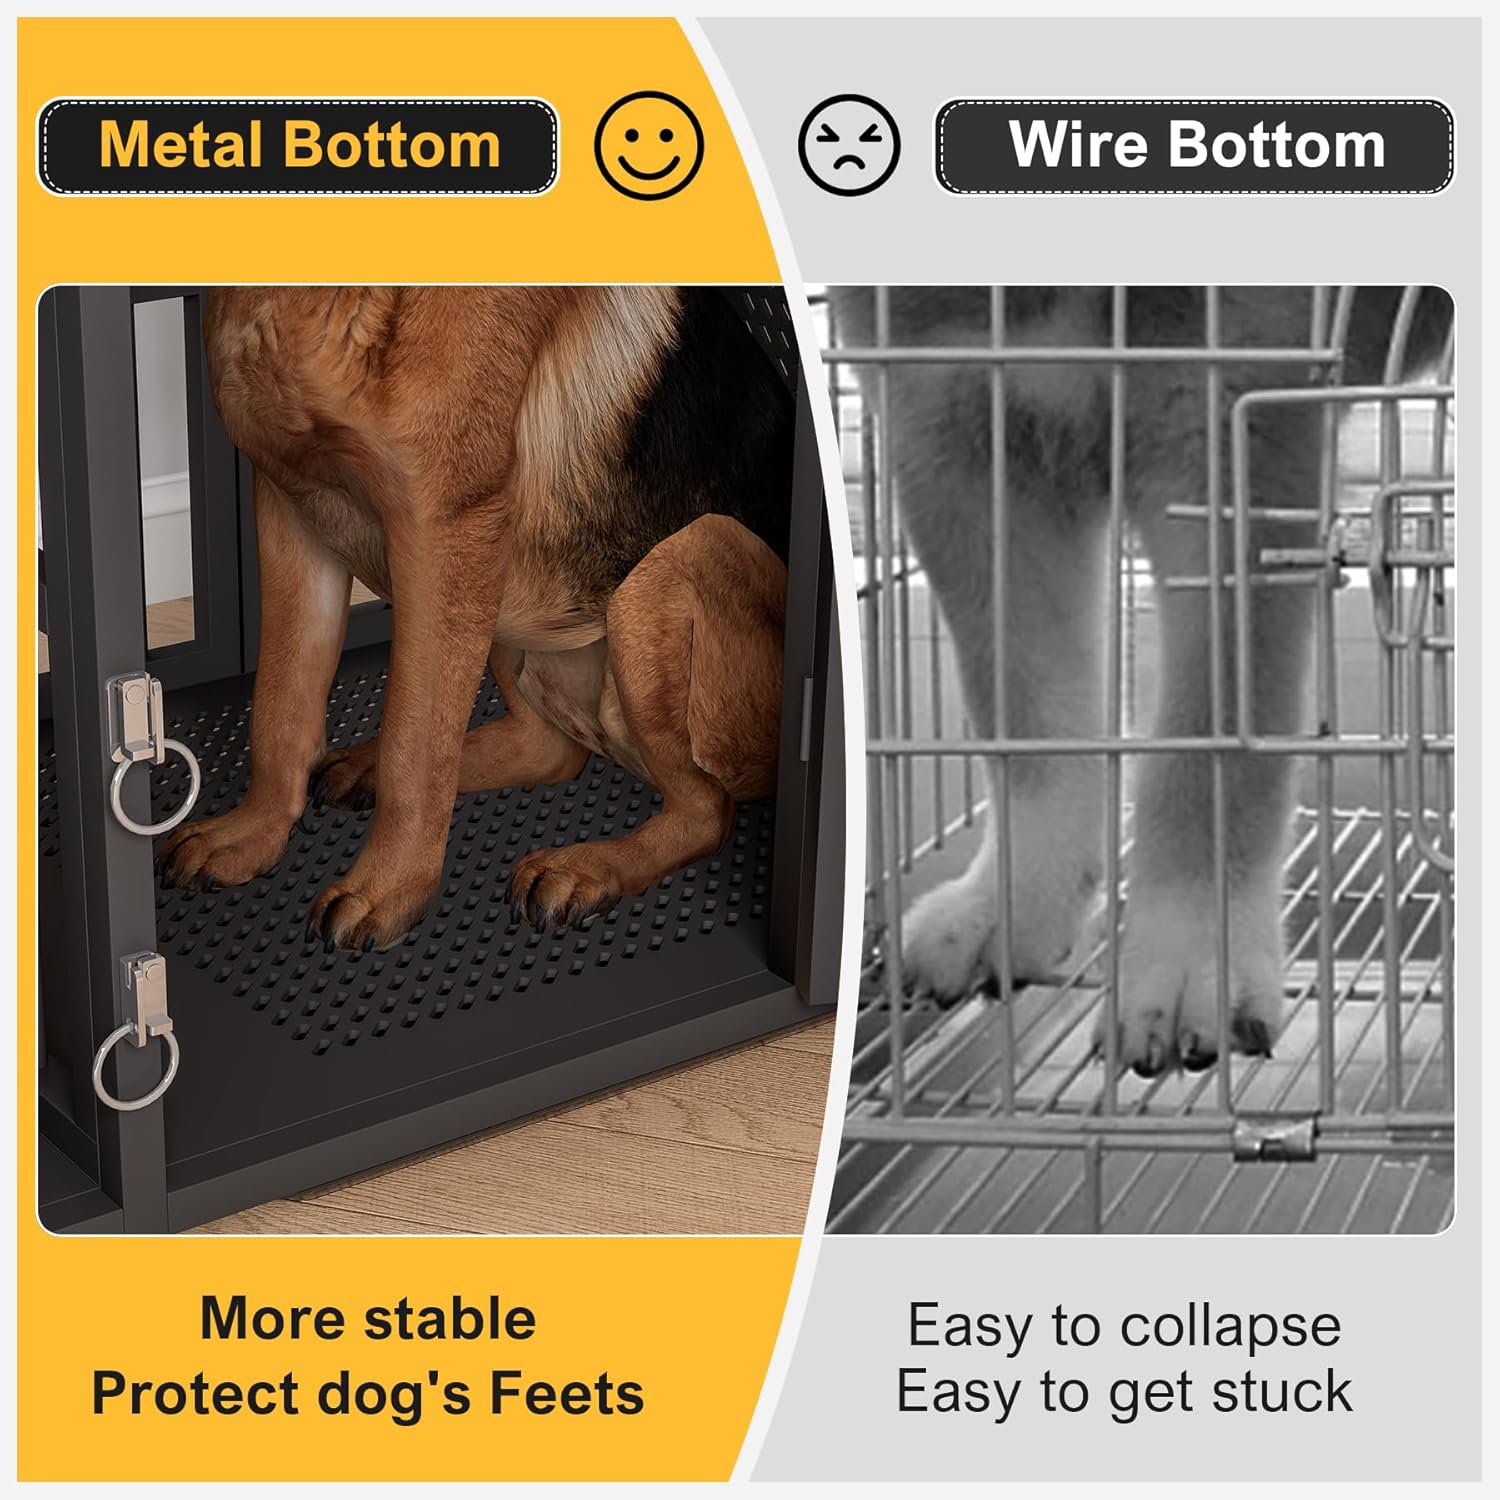 Metal Bottom
Wire Bottom
More stable
Protect dog's Feets
Easy to collapse
Easy to get stuck